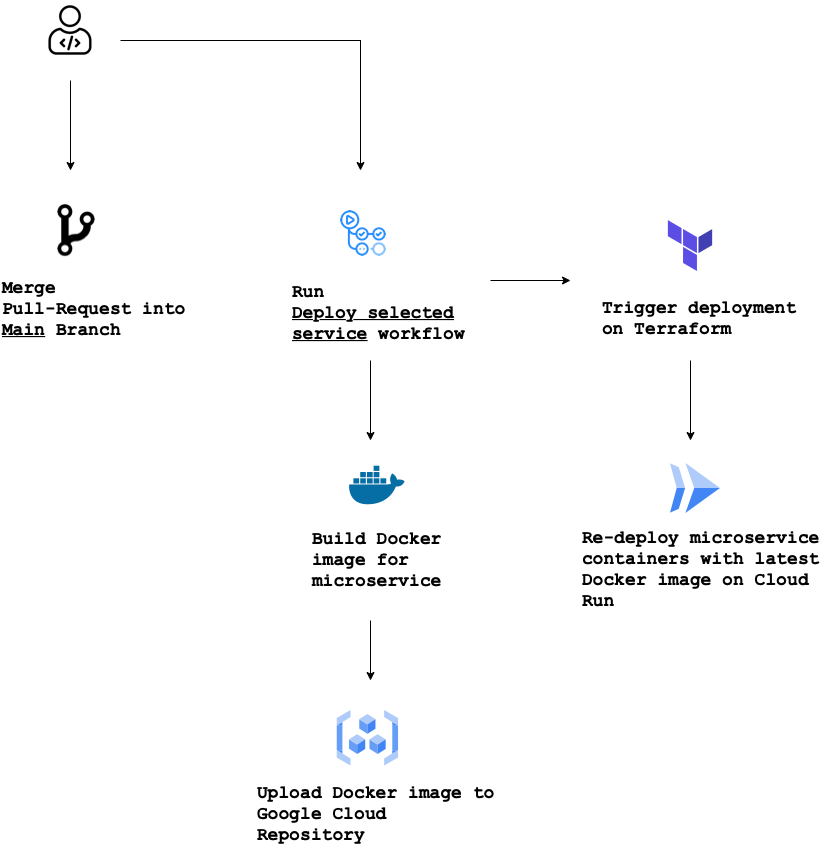 Merge
Pull-Request into
Main Branch
Run
Deploy selected
service workflow
Trigger deployment
on Terraform
Build Docker
image for
microservice
Re-deploy microservice
containers with latest
Docker image on Cloud
Run
Upload Docker image to
Google Cloud
Repository